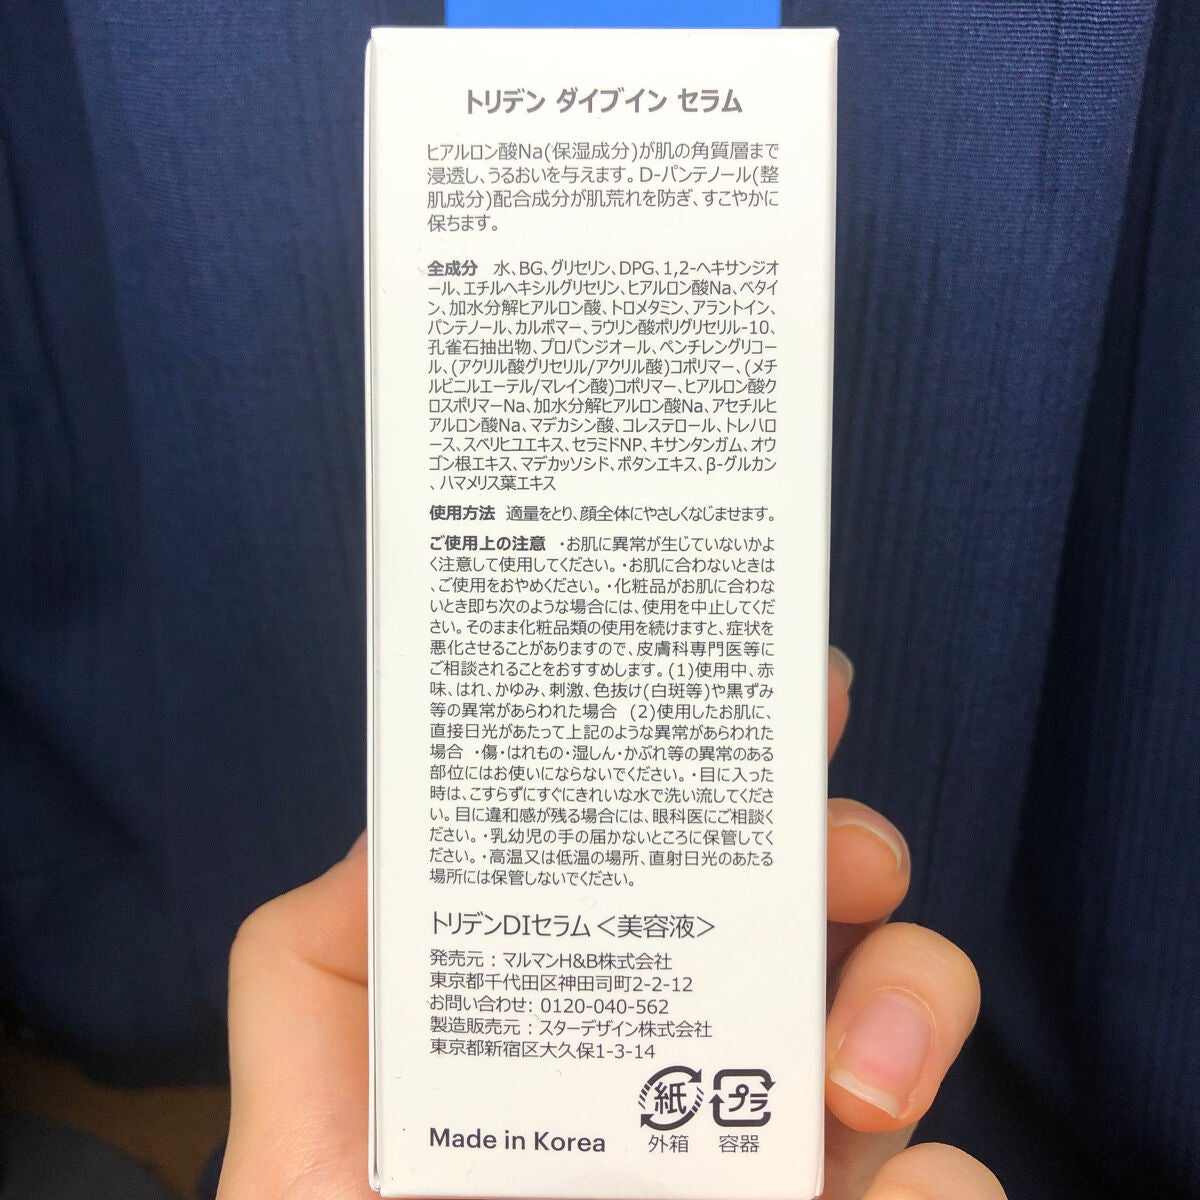 トリデン ダイブイン セラム
ヒアルロン酸Na(保湿成分)が肌の角質層まで
浸透し、うるおいを与えます。D-パンテノール(整
肌成分)配合成分が肌荒れを防ぎ、すこやかに
保ちます。
全成分 水、BG、グリセリン、DPG、1,2-ヘキサンジオ
ール、エチルヘキシルグリセリン、ヒアルロン酸Na、ベタイ
ン、加水分解ヒアルロン酸、トロメタミン、アラントイン、
パンテノール、カルボマー、ラウリン酸ポリグリセリル-10、
孔雀石抽出物、プロパンジオール、ペンチレングリコー
ル、(アクリル酸グリセリル/アクリル酸)コポリマー、(メチ
ルビニルエーテル/マレイン酸)コポリマー、ヒアルロン酸ク
ロスポリマーNa、加水分解ヒアルロン酸Na、アセチルヒ
アルロン酸Na、マデカシン酸、コレステロール、トレハロ
ース、スベリヒユエキス、セラミドNP、キサンタンガム、オウ
ゴン根エキス、マデカッソシド、ボタンエキス、β-グルカン
、ハマメリス葉エキス
使用方法 適量をとり、顔全体にやさしくなじませます。
ご使用上の注意 ・お肌に異常が生じていないかよ
く注意して使用してください。・お肌に合わないときは
、ご使用をおやめください。・化粧品がお肌に合わな
いとき即ち次のような場合には、使用を中止してくだ
さい。そのまま化粧品類の使用を続けますと、症状を
悪化させることがありますので、皮膚科専門医等に
ご相談されることをおすすめします。(1)使用中、赤
味、はれ、かゆみ、刺激、色抜け(白斑等)や黒ずみ
等の異常があらわれた場合 (2)使用したお肌に、
直接日光があたって上記のような異常があらわれた
場合 ・傷・はれもの・湿しん・かぶれ等の異常のある
部位にはお使いにならないでください。・目に入った
時は、こすらずにすぐにきれいな水で洗い流してくださ
い。目に違和感が残る場合には、眼科医にご相談く
ださい。・乳幼児の手の届かないところに保管してく
ださい。・高温又は低温の場所、直射日光のあたる
場所には保管しないでください。
トリデンDIセラム＜美容液＞
発売元：マルマンH&B株式会社
東京都千代田区神田司町2-2-12
お問い合わせ: 0120-040-562
製造販売元：スターデザイン株式会社
東京都新宿区大久保1-3-14
紙 プラ
Made in Korea 外箱 容器